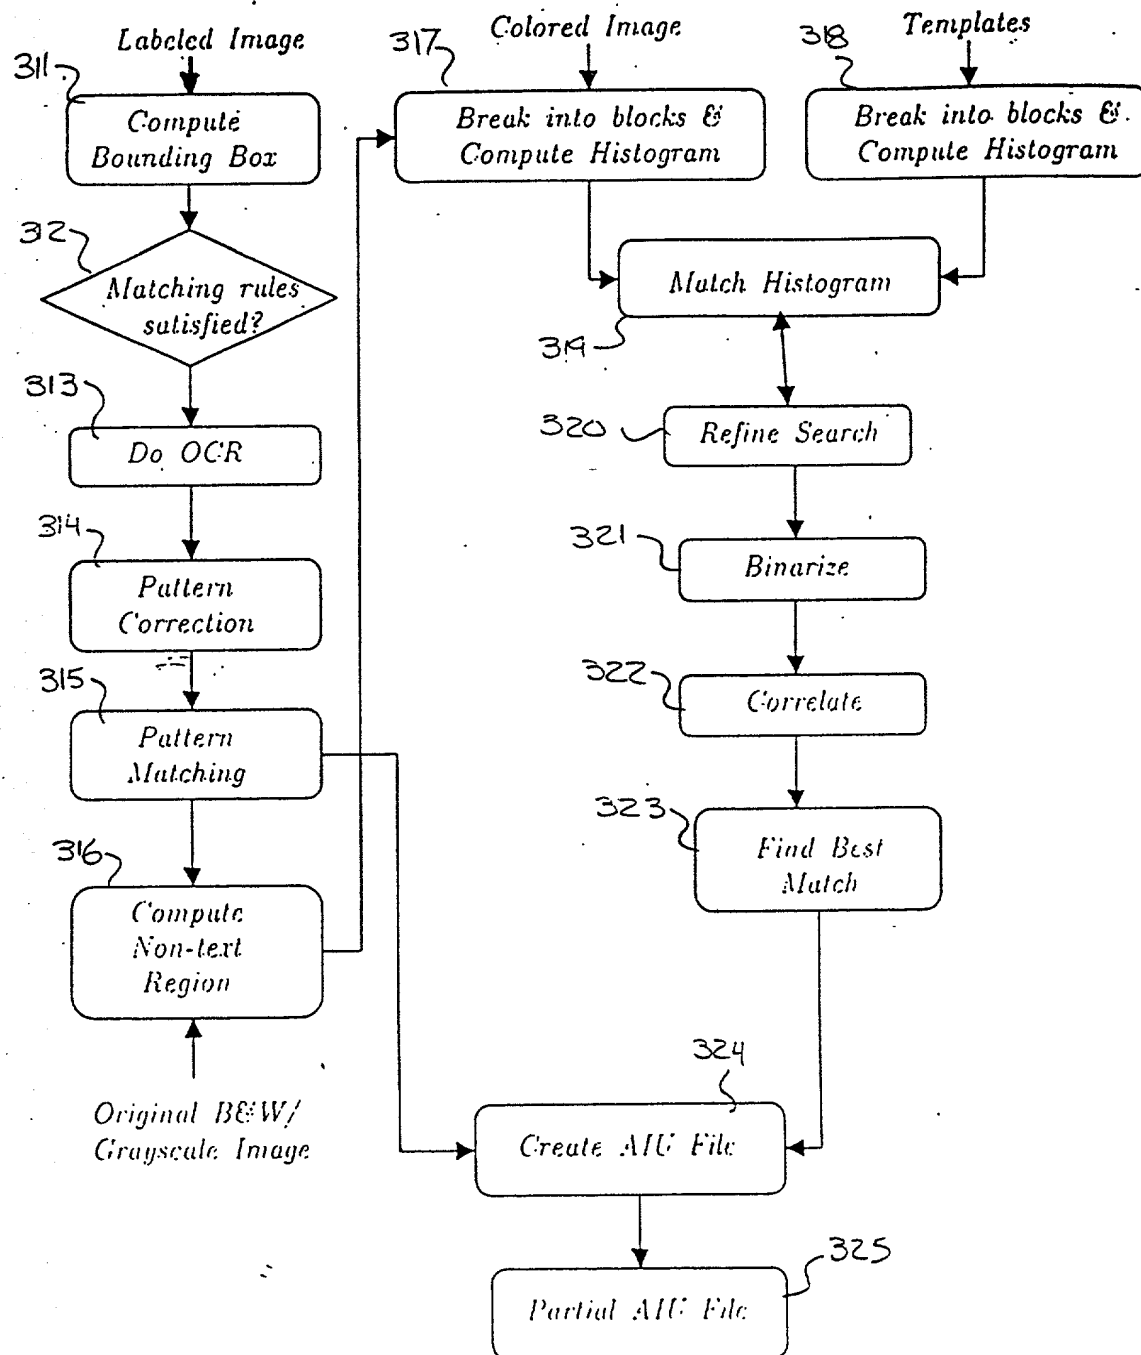 Labeled Image
311
Compute
Bounding Box
312
Matching rules
satisfied?
313
Do OCR
314
Pattern
Correction
315
Pattern
Matching
316
Compute
Non-text
Region
Original B&W/
Grayscale Image
Colored Image
317
Break into blocks &
Compute Histogram
Templates
318
Break into blocks &
Compute Histogram
Match Histogram
319
320
Refine Search
321
Binarize
322
Correlate
323
Find Best
Match
324
Create AIU File
325
Partial AIU File